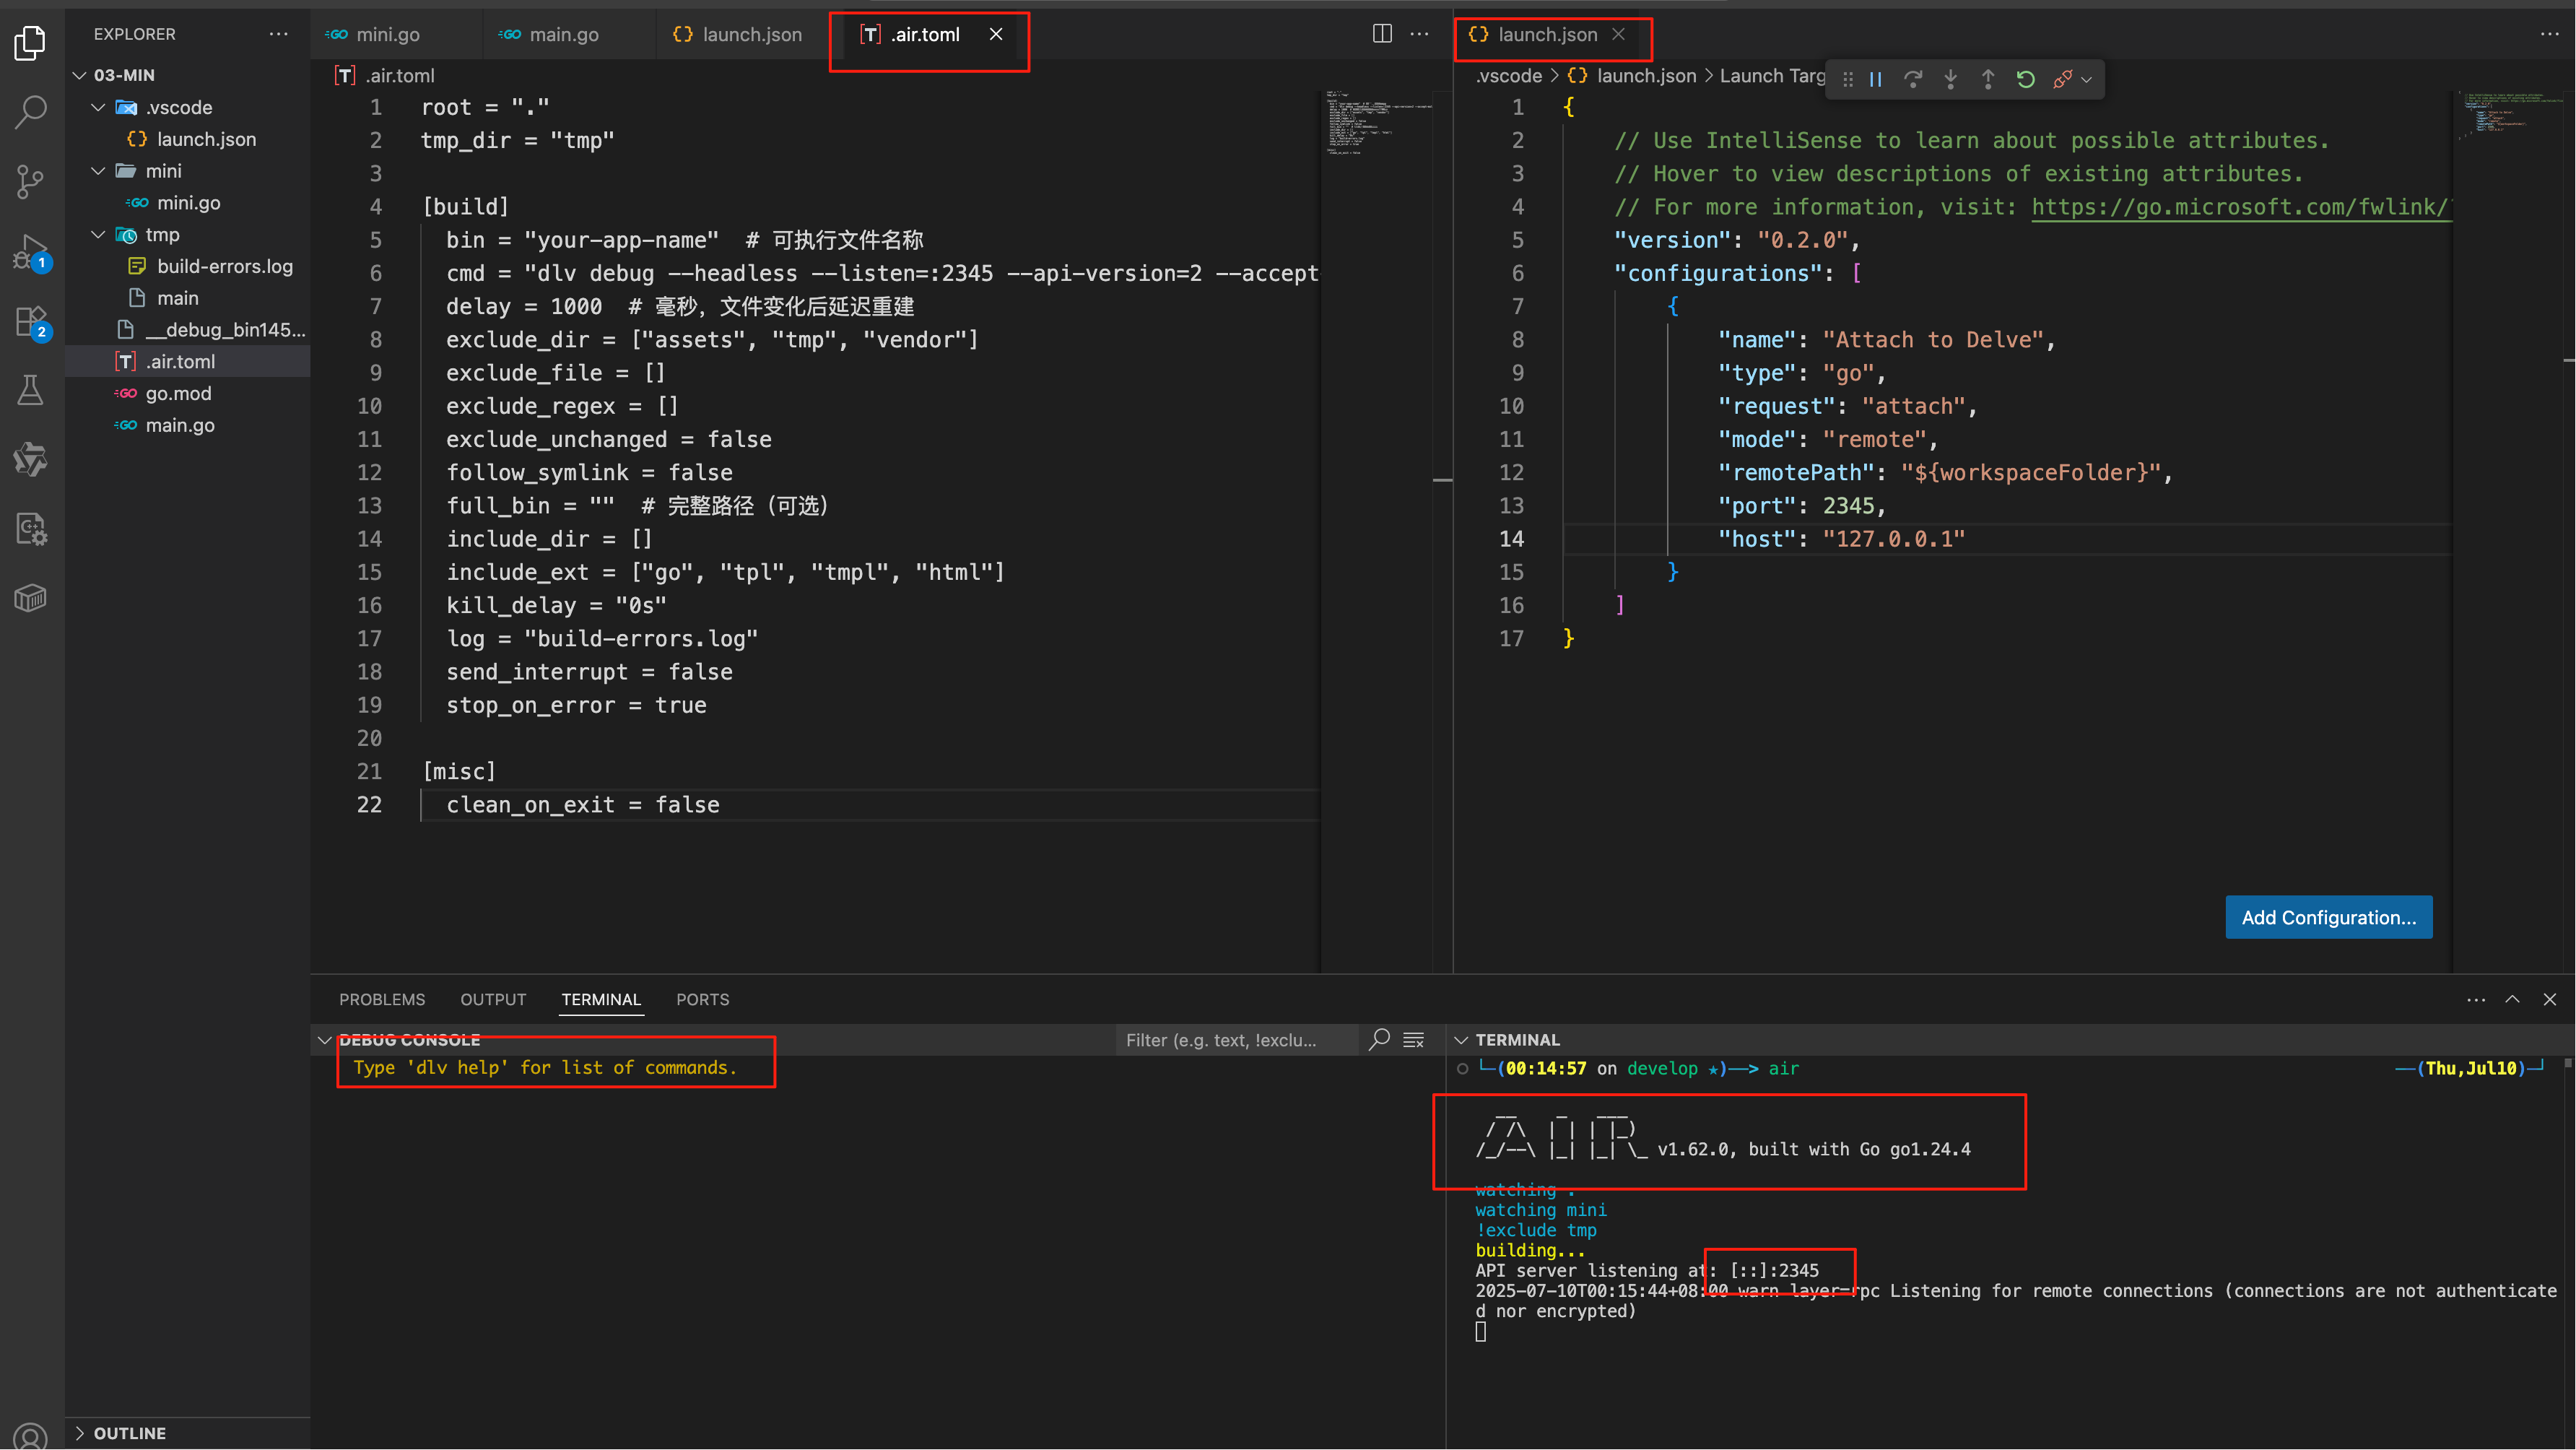 EXPLORER
03-MIN
.vscode
launch.json
mini
mini.go
tmp
build-errors.log
main
__debug_bin145...
.air.toml
go.mod
main.go
OUTLINE
1
2
mini.go
main.go
launch.json
.air.toml
.air.toml
1 root = "."
2 tmp_dir = "tmp"
3
4 [build]
5 bin = "your-app-name" # 可执行文件名称
6 cmd = "dlv debug --headless --listen=:2345 --api-version=2 --accept
7 delay = 1000 # 毫秒，文件变化后延迟重建
8 exclude_dir = ["assets", "tmp", "vendor"]
9 exclude_file = []
10 exclude_regex = []
11 exclude_unchanged = false
12 follow_symlink = false
13 full_bin = "" # 完整路径（可选）
14 include_dir = []
15 include_ext = ["go", "tpl", "tmpl", "html"]
16 kill_delay = "0s"
17 log = "build-errors.log"
18 send_interrupt = false
19 stop_on_error = true
20
21 [misc]
22 clean_on_exit = false
launch.json
.vscode > launch.json > Launch Targ
1 {
2 // Use IntelliSense to learn about possible attributes.
3 // Hover to view descriptions of existing attributes.
4 // For more information, visit: https://go.microsoft.com/fwlink/
5 "version": "0.2.0",
6 "configurations": [
7 {
8 "name": "Attach to Delve",
9 "type": "go",
10 "request": "attach",
11 "mode": "remote",
12 "remotePath": "${workspaceFolder}",
13 "port": 2345,
14 "host": "127.0.0.1"
15 }
16 ]
17 }
Add Configuration...
PROBLEMS OUTPUT TERMINAL PORTS
DEBUG CONSOLE
Filter (e.g. text, !exclu...
Type 'dlv help' for list of commands.
TERMINAL
(00:14:57 on develop ★)──> air ──(Thu,Jul10)─┘
v1.62.0, built with Go go1.24.4
watching .
watching mini
!exclude tmp
building...
API server listening at: [::]:2345
2025-07-10T00:15:44+08:00 warn layer=rpc Listening for remote connections (connections are not authenticate
d nor encrypted)